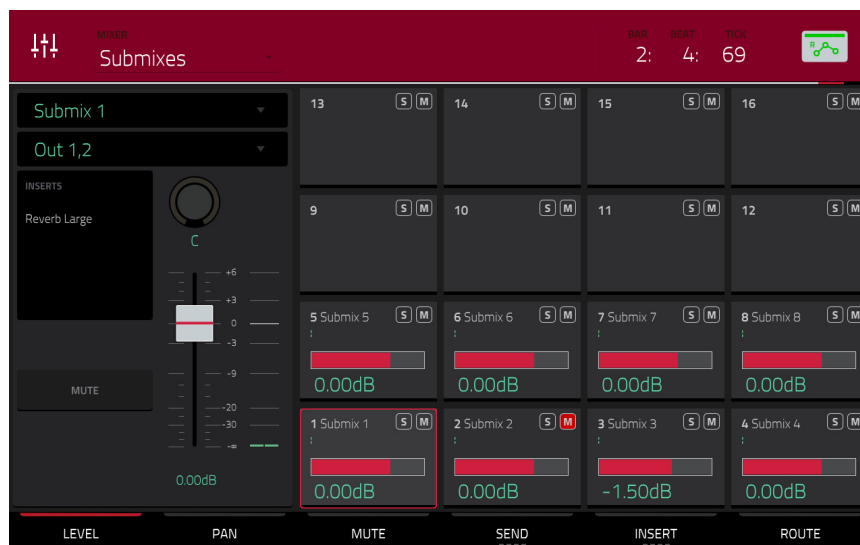 MIXER
Submixes
BAR BEAT TICK
2: 4: 69
R
Submix 1
Out 1,2
INSERTS
Reverb Large
C
+6
+3
0
-3
-9
-20
-30
-∞
MUTE
0.00dB
13 S M
14 S M
15 S M
16 S M
9 S M
10 S M
11 S M
12 S M
5 Submix 5 S M
0.00dB
6 Submix 6 S M
0.00dB
7 Submix 7 S M
0.00dB
8 Submix 8 S M
0.00dB
1 Submix 1 S M
0.00dB
2 Submix 2 S M
0.00dB
3 Submix 3 S M
-1.50dB
4 Submix 4 S M
0.00dB
LEVEL PAN MUTE SEND INSERT ROUTE